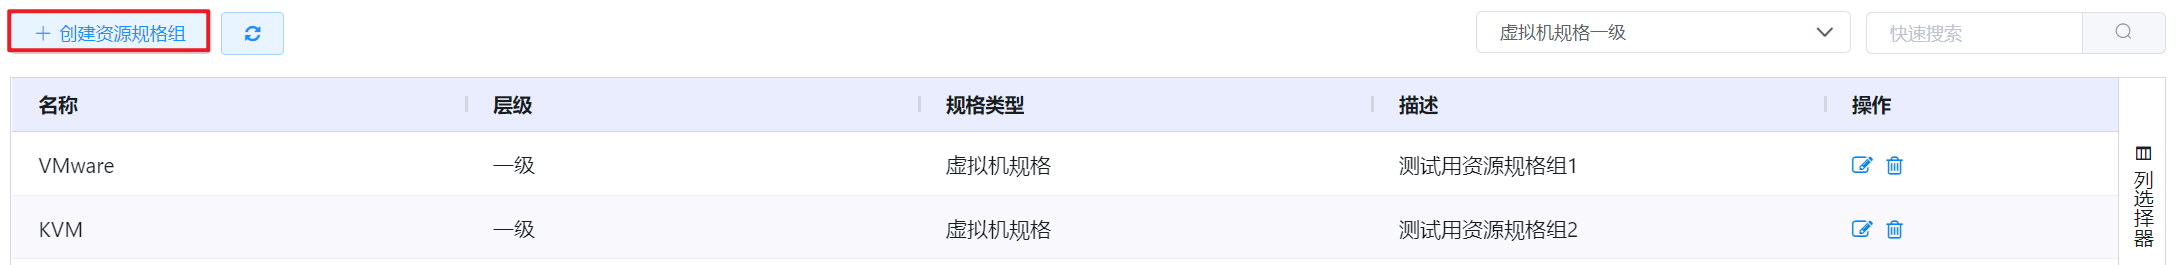 创建资源规格组 虚拟机规格一级 快速搜索
名称 层级 规格类型 描述 操作
VMware 一级 虚拟机规格 测试用资源规格组1
KVM 一级 虚拟机规格 测试用资源规格组2
列选择器